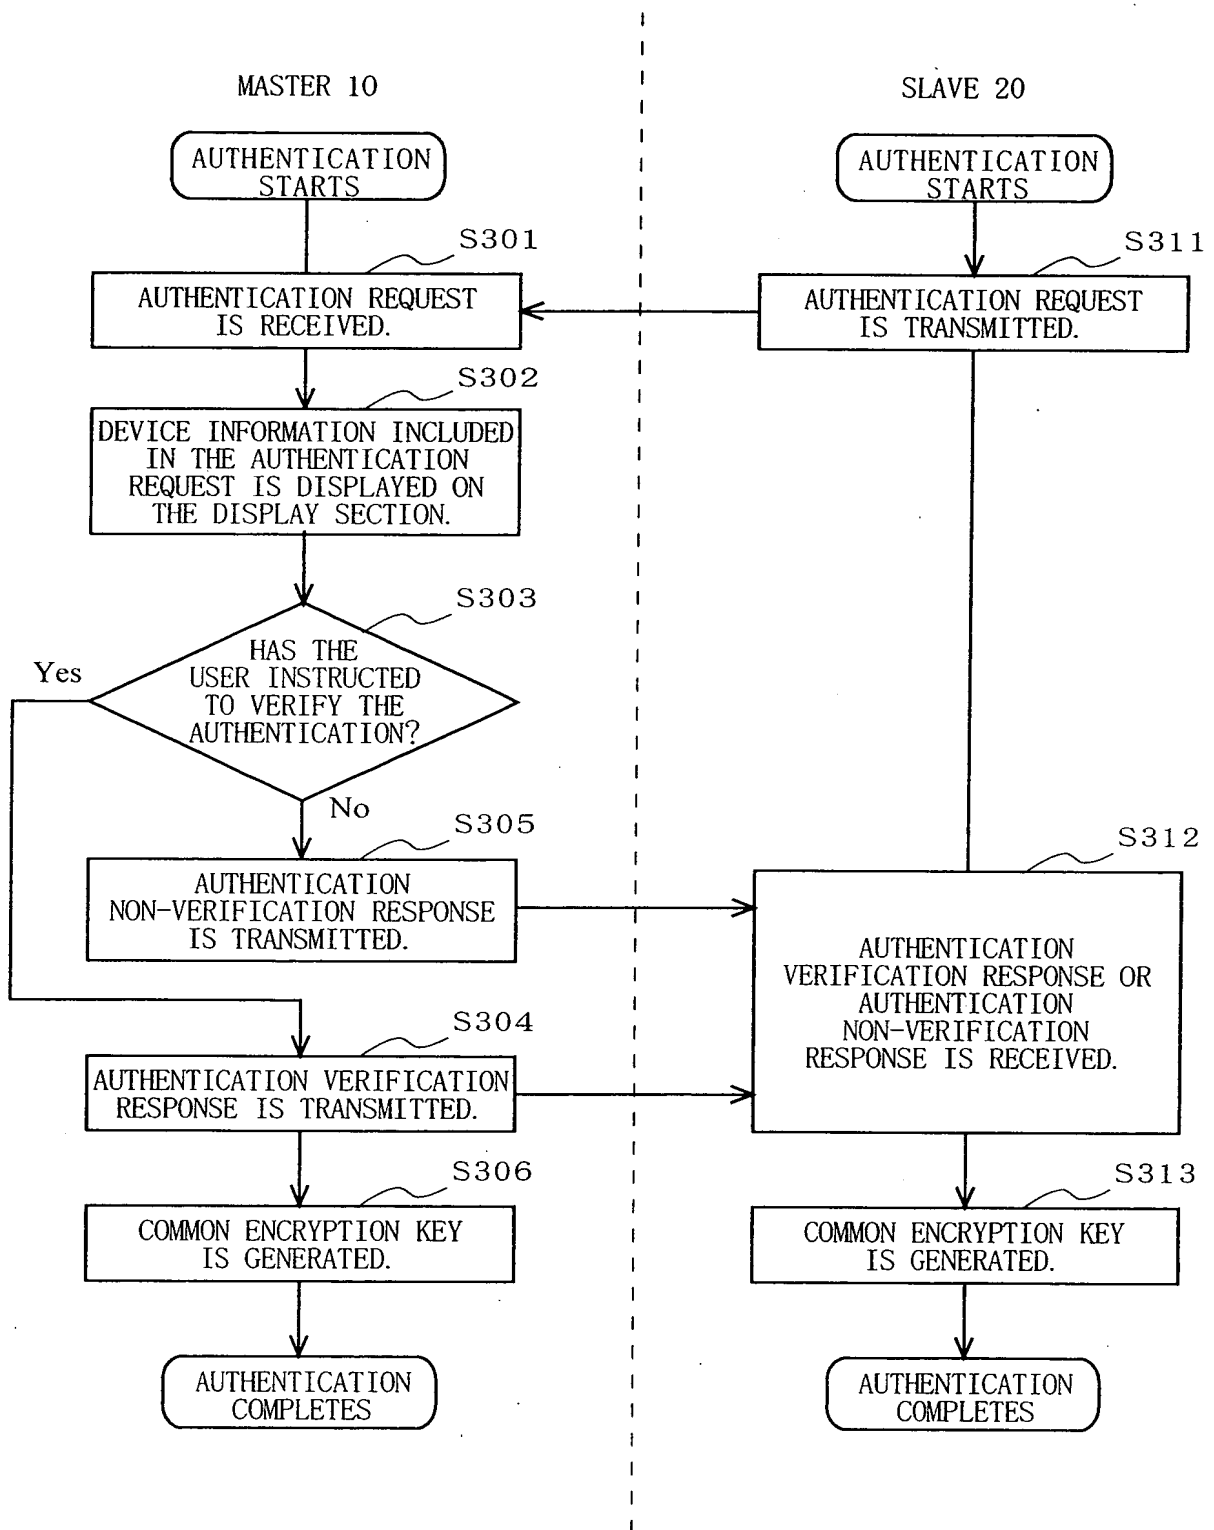 MASTER 10
SLAVE 20
AUTHENTICATION
STARTS
AUTHENTICATION
STARTS
S301
AUTHENTICATION REQUEST
IS RECEIVED.
S311
AUTHENTICATION REQUEST
IS TRANSMITTED.
S302
DEVICE INFORMATION INCLUDED
IN THE AUTHENTICATION
REQUEST IS DISPLAYED ON
THE DISPLAY SECTION.
S303
HAS THE
USER INSTRUCTED
TO VERIFY THE
AUTHENTICATION?
Yes
No
S305
AUTHENTICATION
NON-VERIFICATION RESPONSE
IS TRANSMITTED.
S312
AUTHENTICATION
VERIFICATION RESPONSE OR
AUTHENTICATION
NON-VERIFICATION
RESPONSE IS RECEIVED.
S304
AUTHENTICATION VERIFICATION
RESPONSE IS TRANSMITTED.
S306
COMMON ENCRYPTION KEY
IS GENERATED.
S313
COMMON ENCRYPTION KEY
IS GENERATED.
AUTHENTICATION
COMPLETES
AUTHENTICATION
COMPLETES